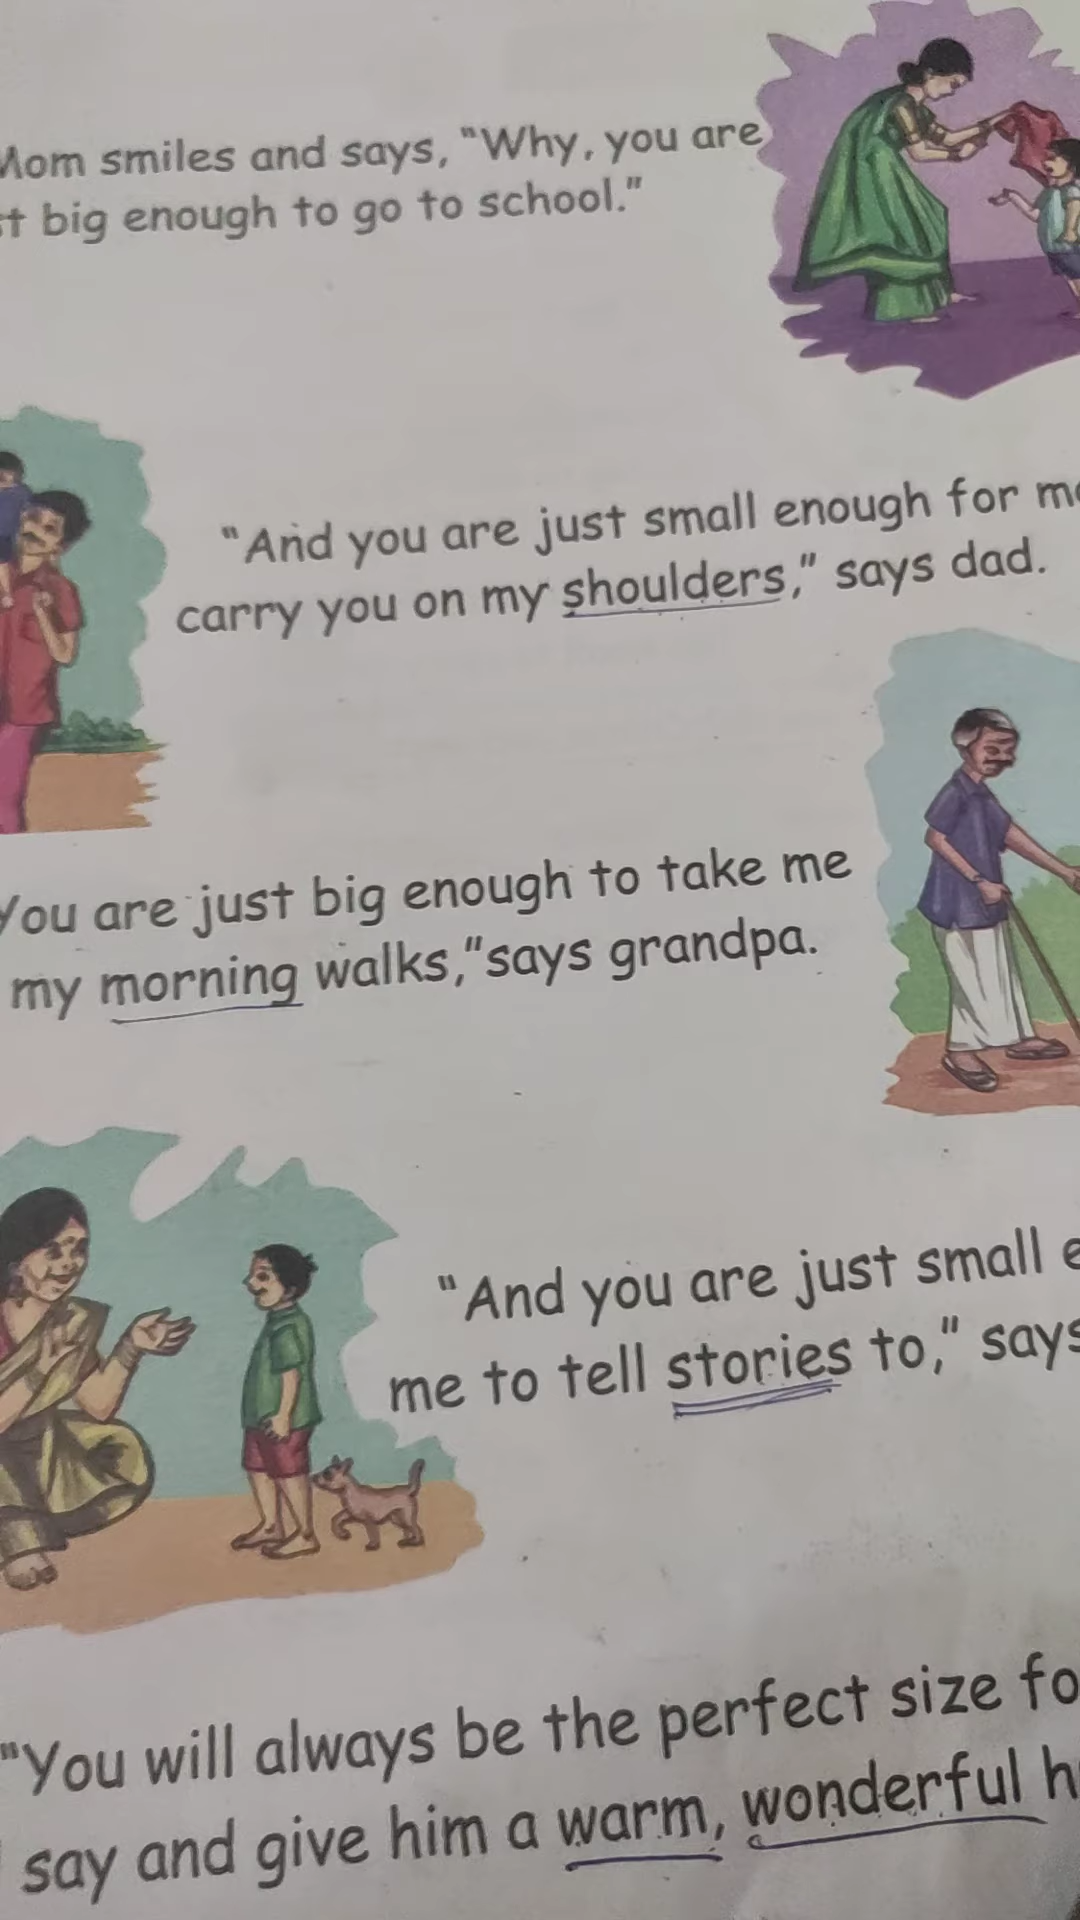 Mom smiles and says, "Why, you are
big enough to go to school."
"And you are just small enough for
carry you on my shoulders," says dad.
You are just big enough to take me
my morning walks,"says grandpa.
"And you are just small
me to tell stories to," says
"You will always be the perfect size
say and give him a warm, wonderful